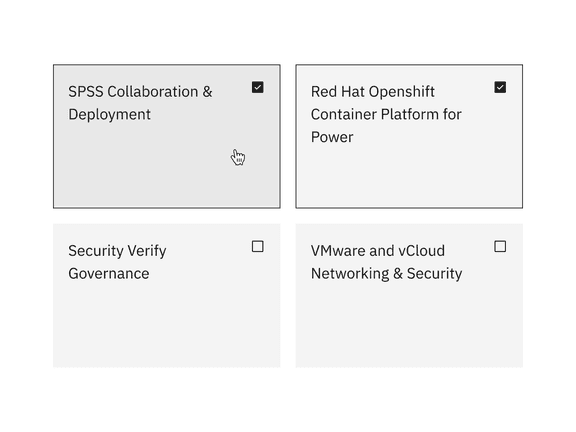 SPSS Collaboration &
Deployment
Red Hat Openshift
Container Platform for
Power
Security Verify
Governance
VMware and vCloud
Networking & Security